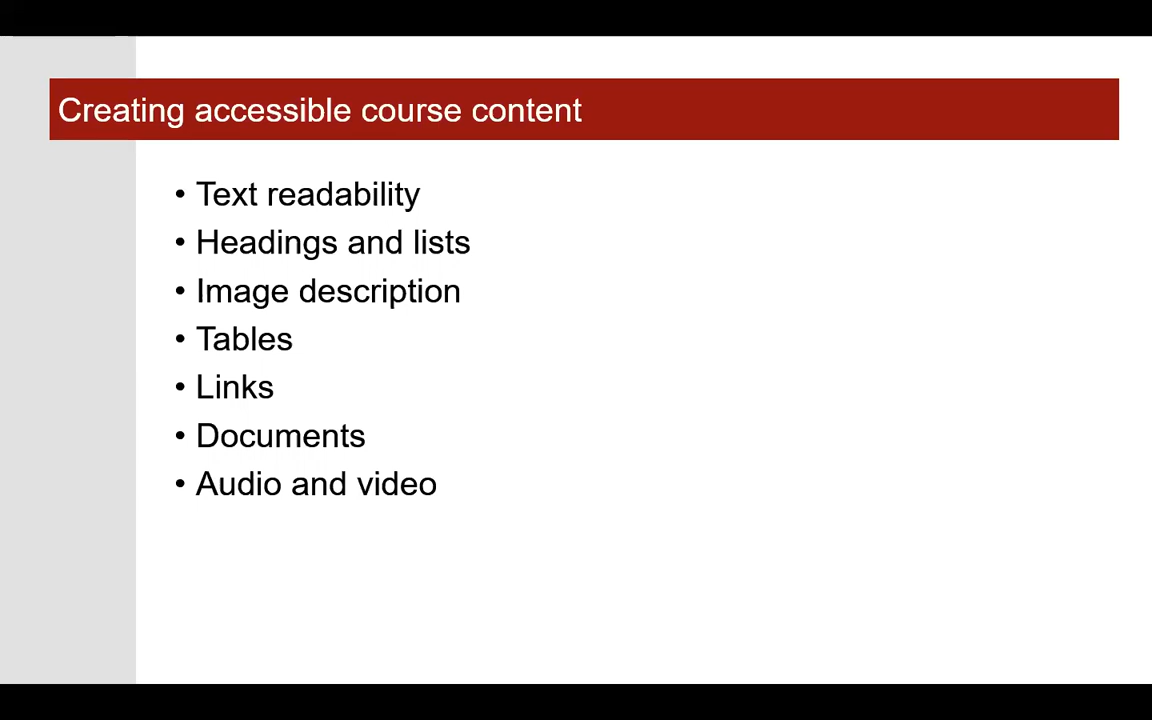 Creating accessible course content
• Text readability
• Headings and lists
• Image description
• Tables
• Links
• Documents
• Audio and video